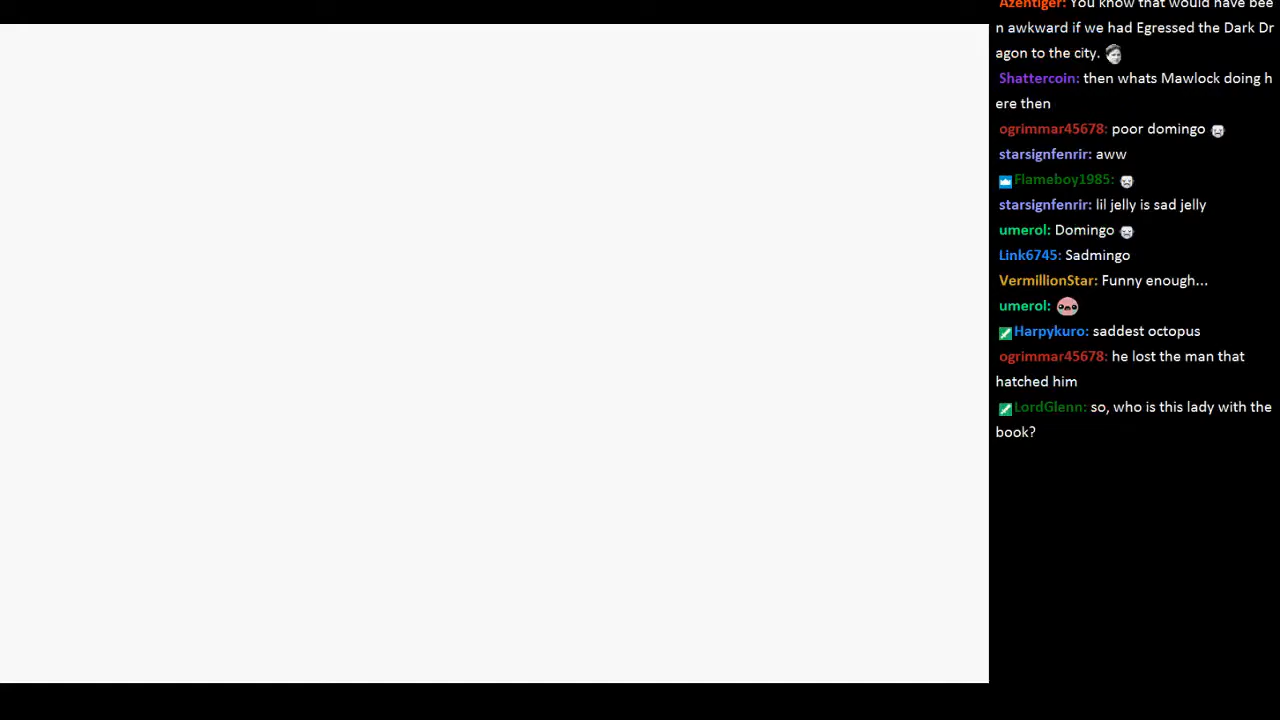 Azentiger: You know that would have bee
n awkward if we had Egressed the Dark Dr
agon to the city.
Shattercoin: then whats Mawlock doing h
ere then
ogrimmar45678: poor domingo
starsignfenrir: aww
Flameboy1985:
starsignfenrir: lil jelly is sad jelly
umerol: Domingo
Link6745: Sadmingo
VermillionStar: Funny enough...
umerol:
Harpykuro: saddest octopus
ogrimmar45678: he lost the man that
hatched him
LordGlenn: so, who is this lady with the
book?